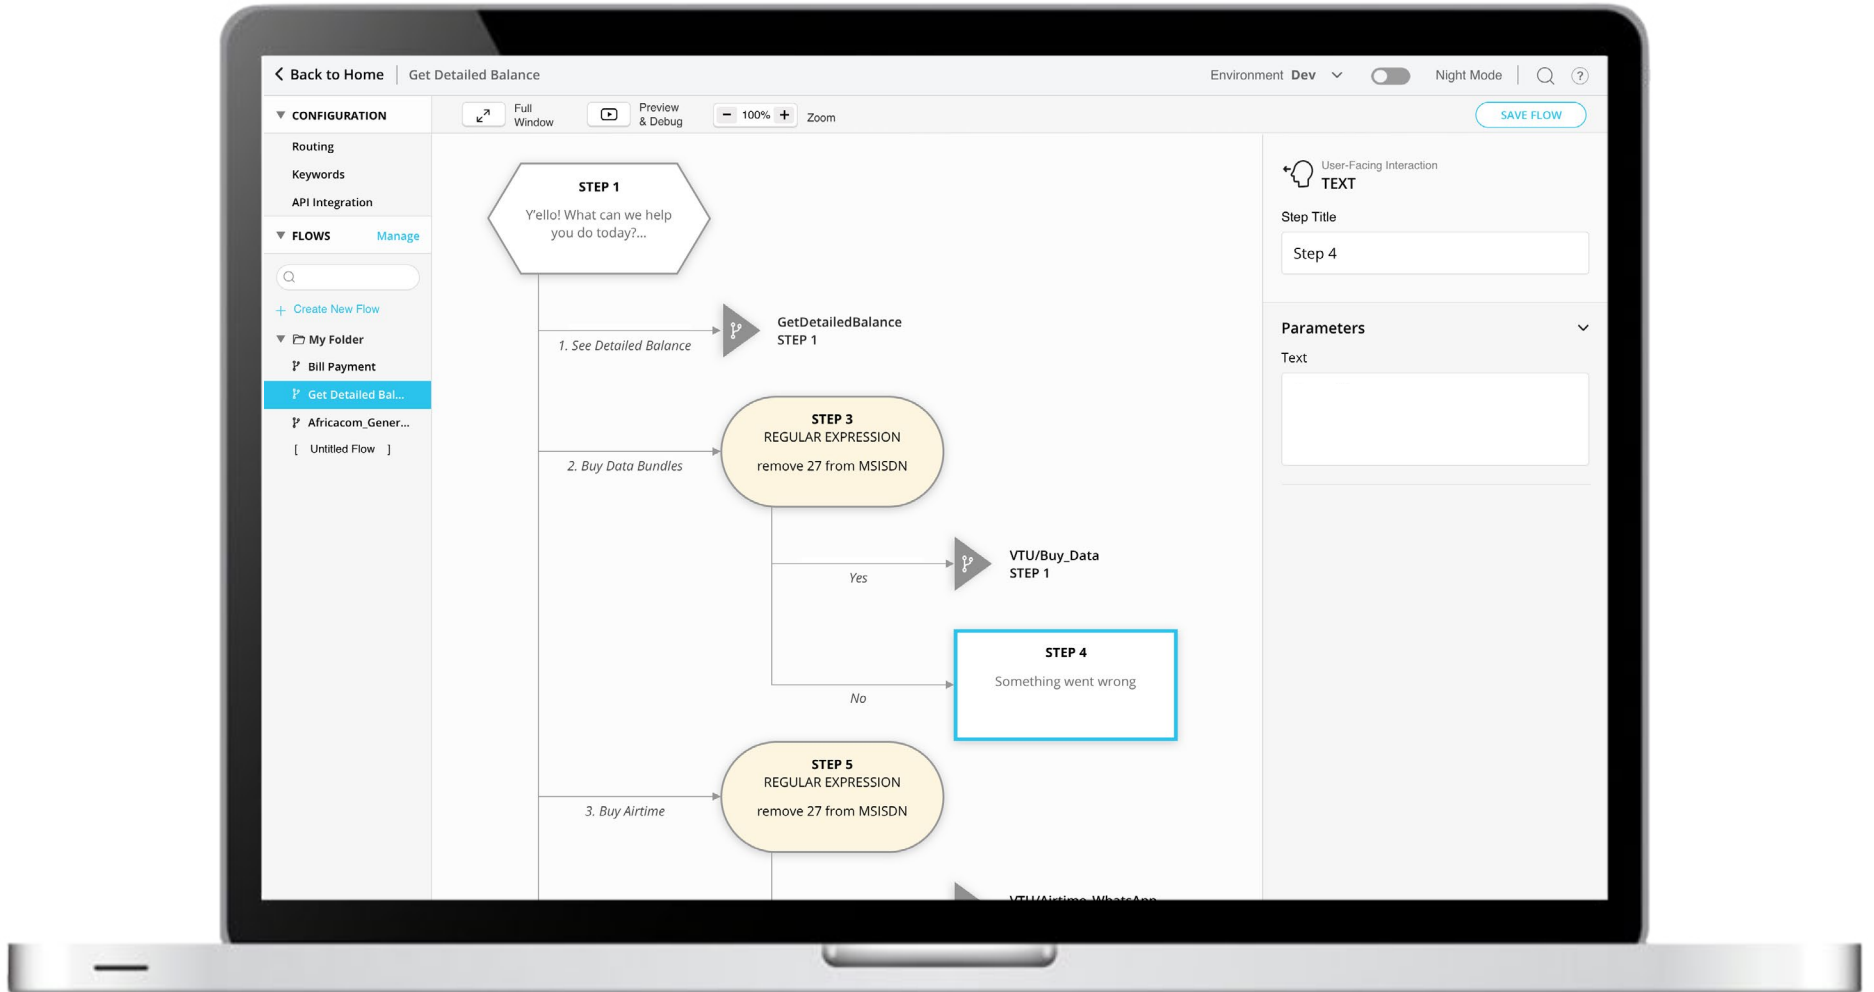 Back to Home
Get Detailed Balance
Environment Dev
Night Mode
?
CONFIGURATION
Routing
Keywords
API Integration
FLOWS
Manage
+ Create New Flow
My Folder
Bill Payment
Get Detailed Bal...
Africacom_Gener...
[ Untitled Flow ]
Full
Window
Preview
& Debug
− 100% +
Zoom
SAVE FLOW
STEP 1
Y'ello! What can we help
you do today?...
1. See Detailed Balance
GetDetailedBalance
STEP 1
2. Buy Data Bundles
STEP 3
REGULAR EXPRESSION
remove 27 from MSISDN
Yes
VTU/Buy_Data
STEP 1
No
STEP 4
Something went wrong
3. Buy Airtime
STEP 5
REGULAR EXPRESSION
remove 27 from MSISDN
VTU/Airtime_WhatsApp
User-Facing Interaction
TEXT
Step Title
Step 4
Parameters
Text